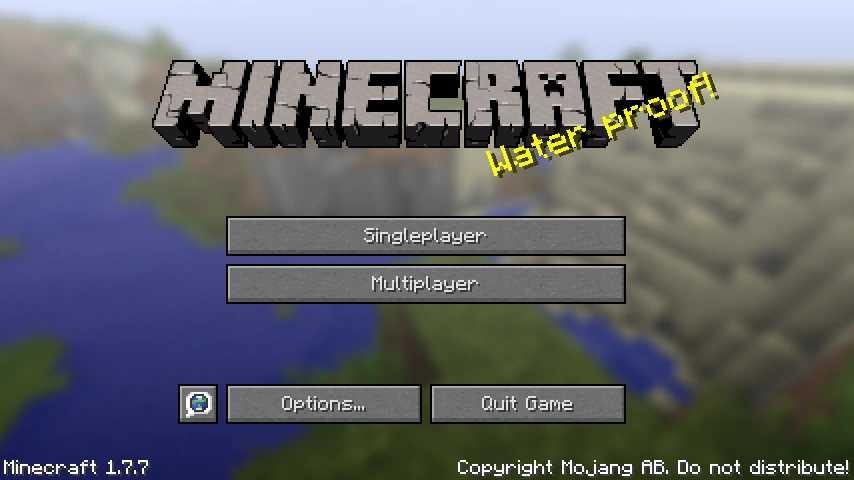 MINECRAFT
Water proof!
Singleplayer
Multiplayer
Options...
Quit Game
Minecraft 1.7.7
Copyright Mojang AB. Do not distribute!